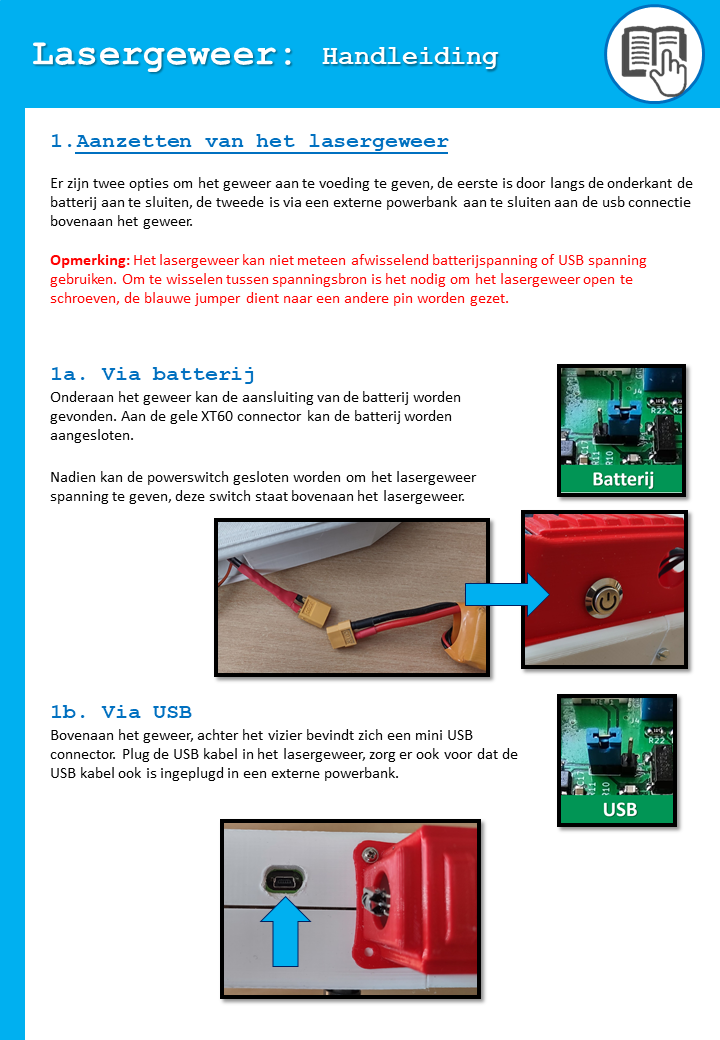 Lasergeweer: Handleiding
1.Aanzetten van het lasergeweer
Er zijn twee opties om het geweer aan te voeding te geven, de eerste is door langs de onderkant de
batterij aan te sluiten, de tweede is via een externe powerbank aan te sluiten aan de usb connectie
bovenaan het geweer.
Opmerking: Het lasergeweer kan niet meteen afwisselend batterijspanning of USB spanning
gebruiken. Om te wisselen tussen spanningsbron is het nodig om het lasergeweer open te
schroeven, de blauwe jumper dient naar een andere pin worden gezet.
1a. Via batterij
Onderaan het geweer kan de aansluiting van de batterij worden
gevonden. Aan de gele XT60 connector kan de batterij worden
aangesloten.
Nadien kan de powerswitch gesloten worden om het lasergeweer
spanning te geven, deze switch staat bovenaan het lasergeweer.
J4
R22
R11
R10
Batterij
1b. Via USB
Bovenaan het geweer, achter het vizier bevindt zich een mini USB
connector. Plug de USB kabel in het lasergeweer, zorg er ook voor dat de
USB kabel ook is ingeplugd in een externe powerbank.
R22
R11
R10
USB